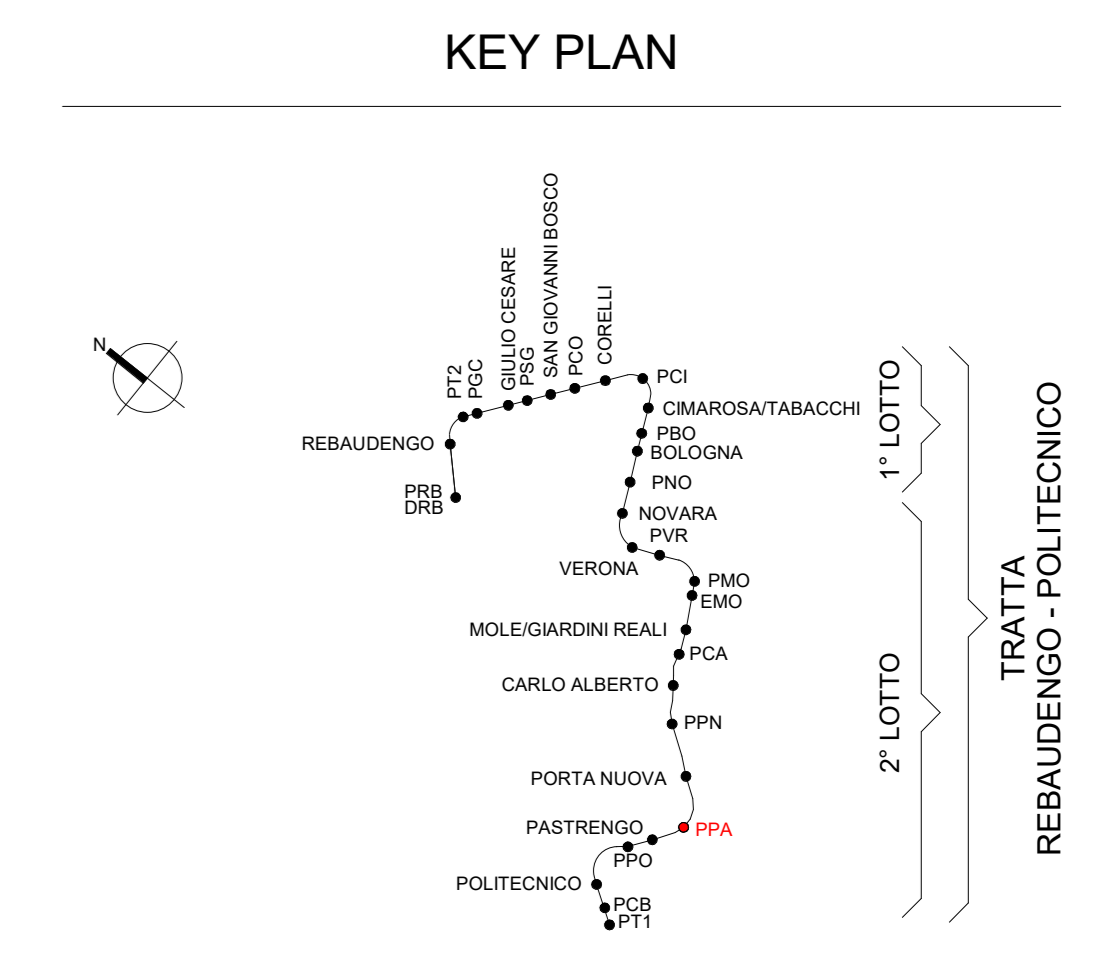 KEY PLAN
N
PT2
PGC
GIULIO CESARE
PSG
SAN GIOVANNI BOSCO
PCO
CORELLI
PCI
CIMAROSA/TABACCHI
REBAUDENGO
PBO
BOLOGNA
PRB
DRB
PNO
NOVARA
PVR
VERONA
PMO
EMO
MOLE/GIARDINI REALI
PCA
CARLO ALBERTO
PPN
PORTA NUOVA
PASTRENGO
PPA
PPO
POLITECNICO
PCB
PT1
1° LOTTO
2° LOTTO
TRATTA
REBAUDENGO - POLITECNICO